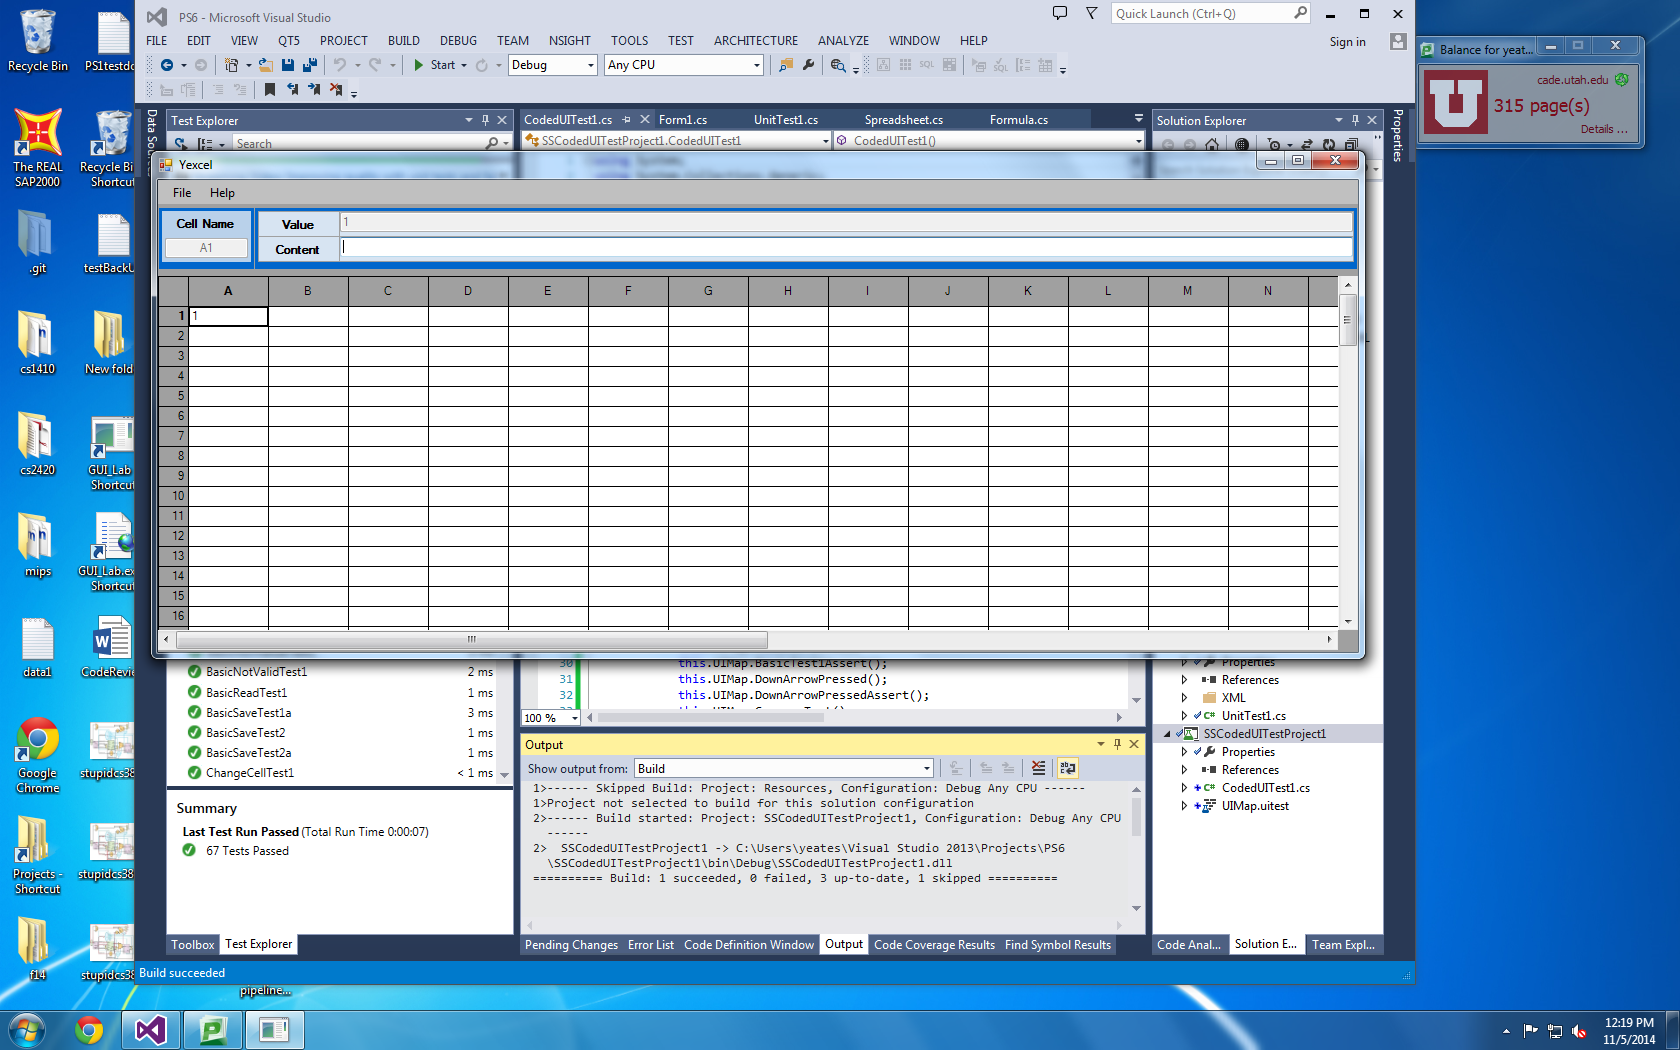 Recycle Bin
PS1testdo
The REAL
SAP2000
Recycle Bi
Shortcut
.git
testBackU
cs1410
New fold
cs2420
GUI_Lab
Shortcut
mips
GUI_Lab.ex
Shortcut
data1
CodeRevie
Google
Chrome
stupidcs38
Projects -
Shortcut
stupidcs38
f14
stupidcs38
pipeline...
PS6 - Microsoft Visual Studio
Quick Launch (Ctrl+Q)
FILE EDIT VIEW QT5 PROJECT BUILD DEBUG TEAM NSIGHT TOOLS TEST ARCHITECTURE ANALYZE WINDOW HELP
Sign in
Start Debug Any CPU
Data So
Test Explorer
Search
CodedUITest1.cs Form1.cs UnitTest1.cs Spreadsheet.cs Formula.cs
SSCodedUITestProject1.CodedUITest1 CodedUITest1()
Solution Explorer
Properties
Yexcel
File Help
Cell Name
A1
Value 1
Content
A B C D E F G H I J K L M N
1 1
2
3
4
5
6
7
8
9
10
11
12
13
14
15
16
BasicNotValidTest1 2 ms
BasicReadTest1 1 ms
BasicSaveTest1a 3 ms
BasicSaveTest2 1 ms
BasicSaveTest2a 1 ms
ChangeCellTest1 < 1 ms
Summary
Last Test Run Passed (Total Run Time 0:00:07)
67 Tests Passed
Toolbox Test Explorer
30 this.UIMap.BasicTest1Assert();
31 this.UIMap.DownArrowPressed();
32 this.UIMap.DownArrowPressedAssert();
100 %
Output
Show output from: Build
1>------ Skipped Build: Project: Resources, Configuration: Debug Any CPU ------
1>Project not selected to build for this solution configuration
2>------ Build started: Project: SSCodedUITestProject1, Configuration: Debug Any CPU
------
2> SSCodedUITestProject1 -> C:\Users\yeates\Visual Studio 2013\Projects\PS6
\SSCodedUITestProject1\bin\Debug\SSCodedUITestProject1.dll
========== Build: 1 succeeded, 0 failed, 3 up-to-date, 1 skipped ==========
Pending Changes Error List Code Definition Window Output Code Coverage Results Find Symbol Results
Properties
References
XML
UnitTest1.cs
SSCodedUITestProject1
Properties
References
CodedUITest1.cs
UIMap.uitest
Code Anal... Solution E... Team Expl...
Build succeeded
Balance for yeat...
cade.utah.edu
315 page(s)
Details ...
12:19 PM
11/5/2014